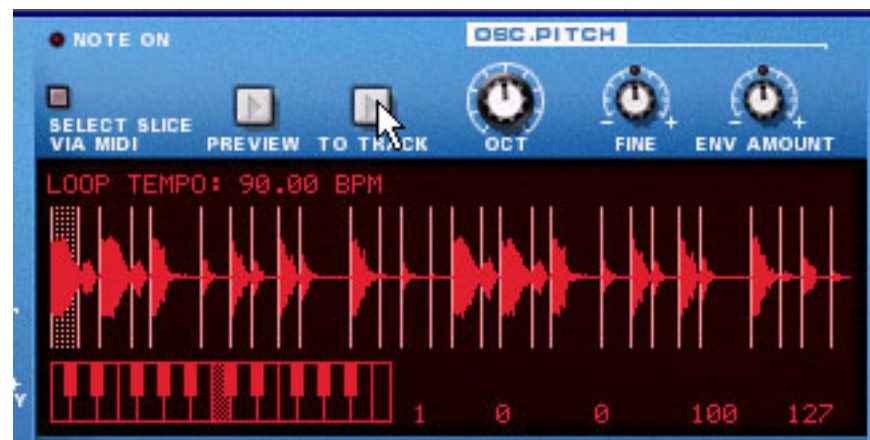 NOTE ON
OSC.PITCH
SELECT SLICE
VIA MIDI
PREVIEW
TO TRACK
OCT
FINE
ENV AMOUNT
LOOP TEMPO: 90.00 BPM
1 0 0 100 127